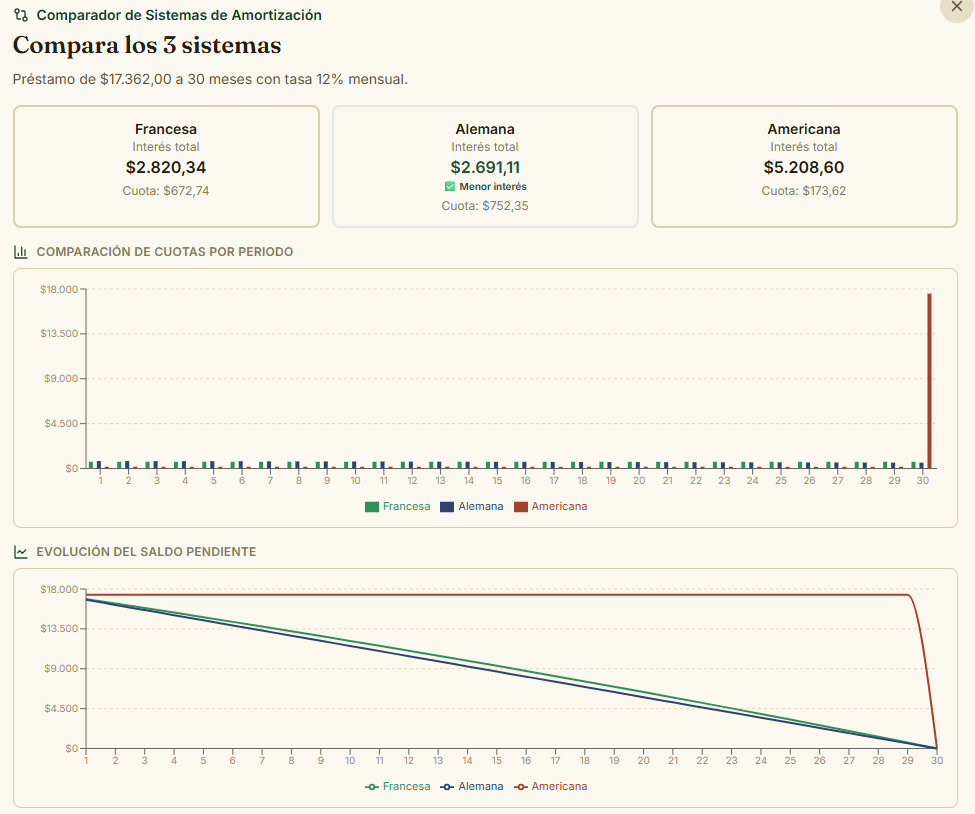 Comparador de Sistemas de Amortización
Compara los 3 sistemas
Préstamo de $17.362,00 a 30 meses con tasa 12% mensual.
Francesa
Interés total
$2.820,34
Cuota: $672,74
Alemana
Interés total
$2.691,11
✅ Menor interés
Cuota: $752,35
Americana
Interés total
$5.208,60
Cuota: $173,62
COMPARACIÓN DE CUOTAS POR PERIODO
$18.000
$13.500
$9.000
$4.500
$0
1 2 3 4 5 6 7 8 9 10 11 12 13 14 15 16 17 18 19 20 21 22 23 24 25 26 27 28 29 30
Francesa Alemana Americana
EVOLUCIÓN DEL SALDO PENDIENTE
$18.000
$13.500
$9.000
$4.500
$0
1 2 3 4 5 6 7 8 9 10 11 12 13 14 15 16 17 18 19 20 21 22 23 24 25 26 27 28 29 30
Francesa Alemana Americana